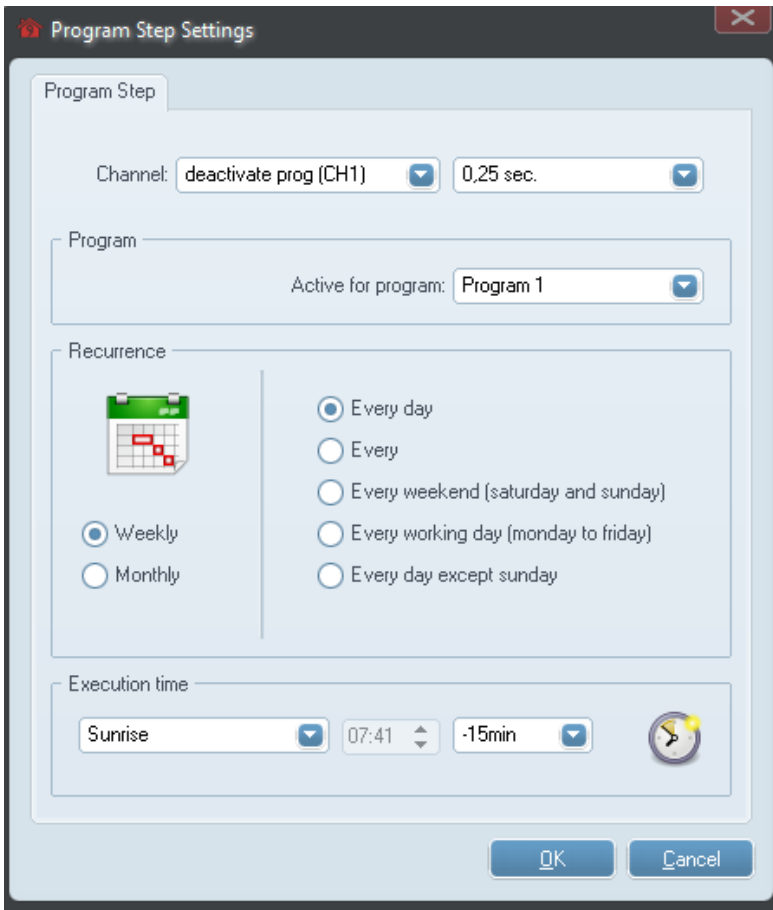 Program Step Settings
Program Step
Channel: deactivate prog (CH1) 0,25 sec.
Program
Active for program: Program 1
Recurrence
Every day
Every
Every weekend (saturday and sunday)
Weekly Every working day (monday to friday)
Monthly Every day except sunday
Execution time
Sunrise 07:41 -15min
OK Cancel